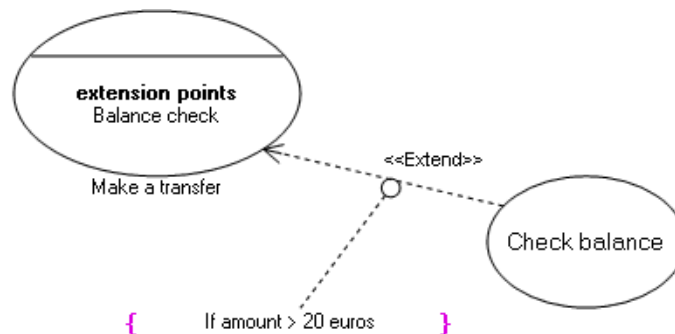 extension points
Balance check
Make a transfer
<<Extend>>
Check balance
{ If amount > 20 euros }